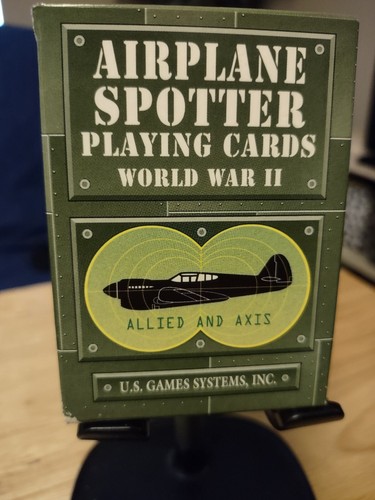 AIRPLANE
SPOTTER
PLAYING CARDS
WORLD WAR II
ALLIED AND AXIS
U.S. GAMES SYSTEMS, INC.